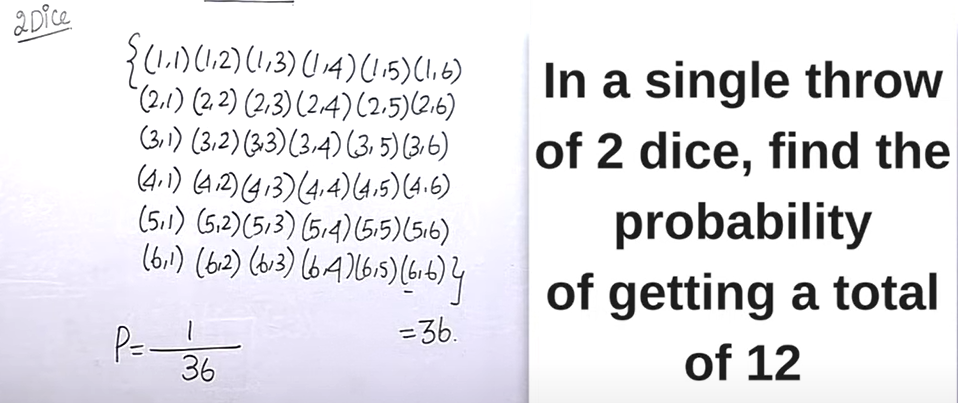 2 Dice
{(1,1) (1,2) (1,3) (1,4) (1,5) (1,6)
(2,1) (2,2) (2,3) (2,4) (2,5) (2,6)
(3,1) (3,2) (3,3) (3,4) (3,5) (3,6)
(4,1) (4,2) (4,3) (4,4) (4,5) (4,6)
(5,1) (5,2) (5,3) (5,4) (5,5) (5,6)
(6,1) (6,2) (6,3) (6,4) (6,5) (6,6)}
= 36.
P = 1/36
In a single throw
of 2 dice, find the
probability
of getting a total
of 12